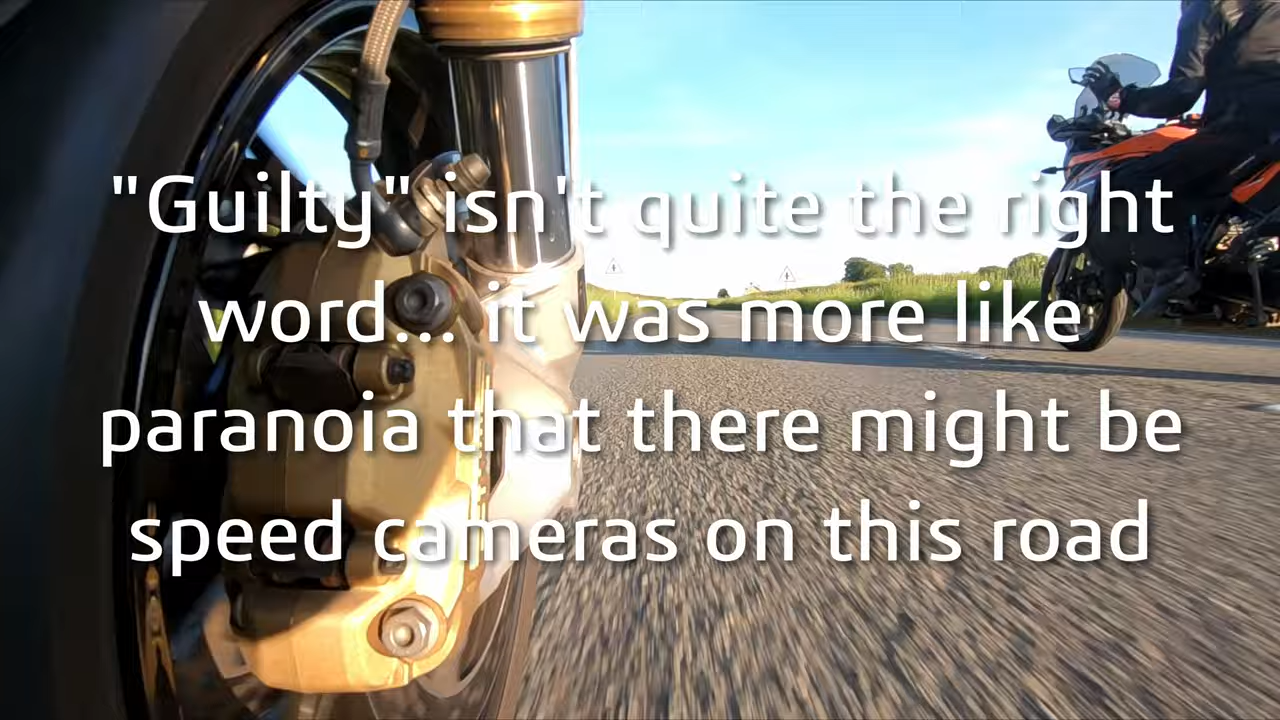 "Guilty" isn't quite the right
word... it was more like
paranoia that there might be
speed cameras on this road